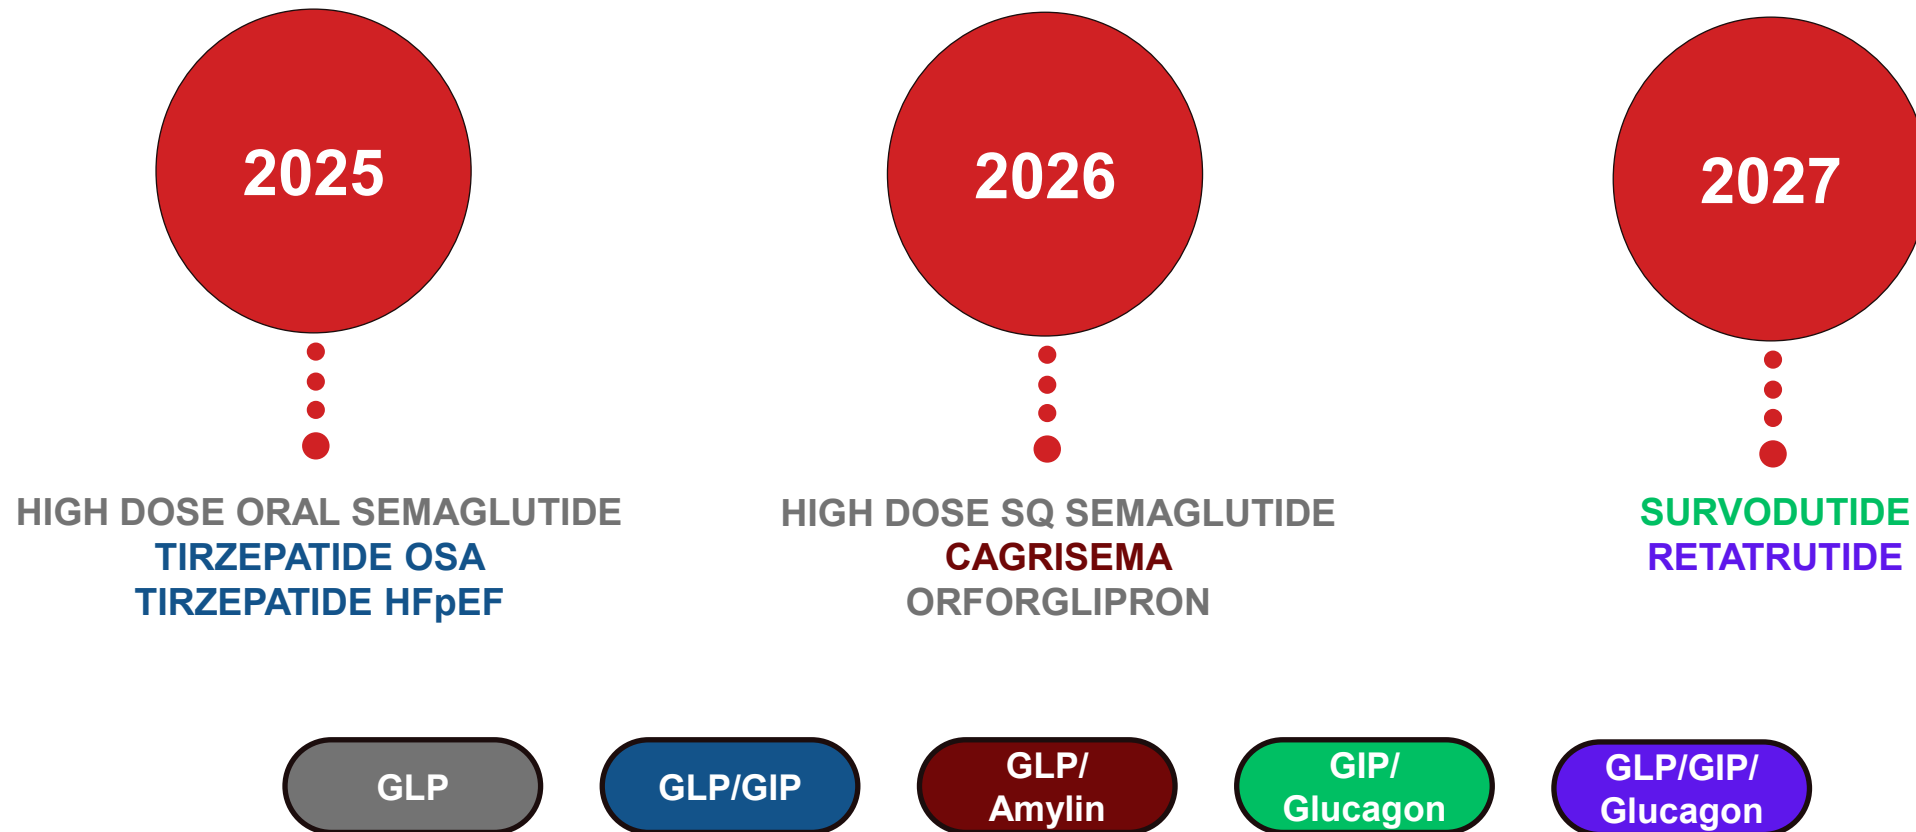 2025
2026
2027
HIGH DOSE ORAL SEMAGLUTIDE
TIRZEPATIDE OSA
TIRZEPATIDE HFpEF
HIGH DOSE SQ SEMAGLUTIDE
CAGRISEMA
ORFORGLIPRON
SURVODUTIDE
RETATRUTIDE
GLP
GLP/GIP
GLP/
Amylin
GIP/
Glucagon
GLP/GIP/
Glucagon